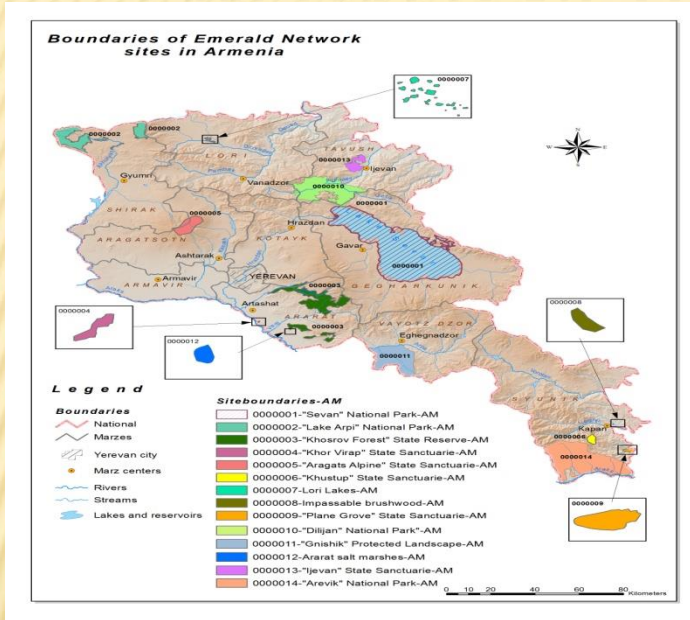 Boundaries of Emerald Network
sites in Armenia
0000007
0000002
0000002
LORI
TAVUSH
0000013
Ijevan
Gyumri
Vanadzor
0000010
0000001
SHIRAK
0000005
Hrazdan
ARAGATSOTN
KOTAYK
Gavar
Ashtarak
0000001
Armavir
YEREVAN
ARMAVIR
0000003
GEGHARKUNIK
0000004
Artashat
ARARAT
0000003
0000008
0000012
VAYOTZ DZOR
Eghegnadzor
0000011
SYUNIK
Kapan
0000006
0000014
0000009
Legend
Boundaries
National
Marzes
Yerevan city
Marz centers
Rivers
Streams
Lakes and reservoirs
Siteboundaries-AM
0000001-"Sevan" National Park-AM
0000002-"Lake Arpi" National Park-AM
0000003-"Khosrov Forest" State Reserve-AM
0000004-"Khor Virap" State Sanctuarie-AM
0000005-"Aragats Alpine" State Sanctuarie-AM
0000006-"Khustup" State Sanctuarie-AM
0000007-Lori Lakes-AM
0000008-Impassable brushwood-AM
0000009-"Plane Grove" State Sanctuarie-AM
0000010-"Dilijan" National Park"-AM
0000011-"Gnishik" Protected Landscape-AM
0000012-Ararat salt marshes-AM
0000013-"Ijevan" State Sanctuarie-AM
0000014-"Arevik" National Park-AM
N
W E
S
0 10 20 40 60 80
Kilometers